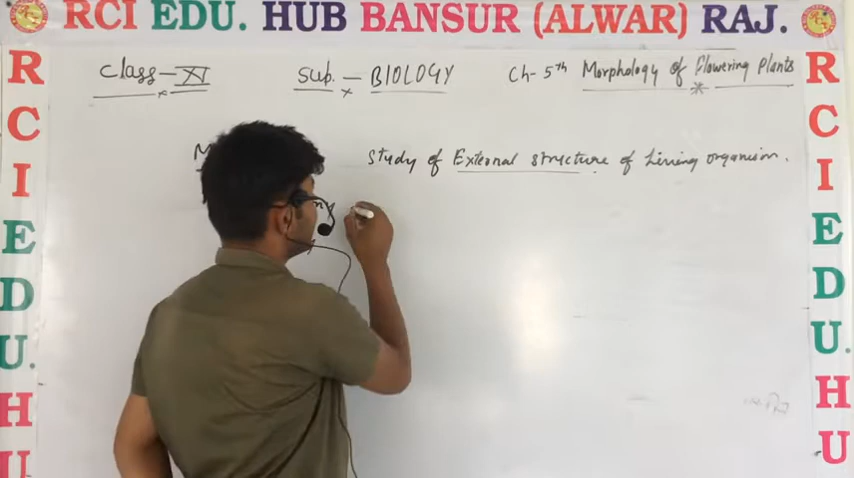 RCI EDU. HUB BANSUR (ALWAR) RAJ.
Class - XI Sub. - BIOLOGY Ch- 5th Morphology of Flowering Plants
Study of External structure of Living organism.
R
C
I
E
D
U.
H
U
R
C
I
E
D
U.
H
U